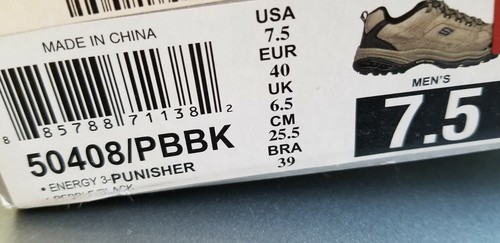 MADE IN CHINA
8 85788 71138 2
50408/PBBK
• ENERGY 3-PUNISHER
USA
7.5
EUR
40
UK
6.5
CM
25.5
BRA
39
S
MEN'S
7.5